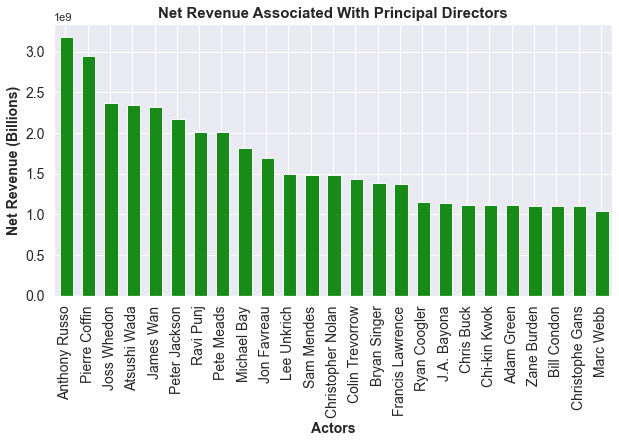 Net Revenue Associated With Principal Directors
1e9
Net Revenue (Billions)
3.0
2.5
2.0
1.5
1.0
0.5
0.0
Anthony Russo
Pierre Coffin
Joss Whedon
Atsushi Wada
James Wan
Peter Jackson
Ravi Punj
Pete Meads
Michael Bay
Jon Favreau
Lee Unkrich
Sam Mendes
Christopher Nolan
Colin Trevorrow
Bryan Singer
Francis Lawrence
Ryan Coogler
J.A. Bayona
Chris Buck
Chi-kin Kwok
Adam Green
Zane Burden
Bill Condon
Christophe Gans
Marc Webb
Actors